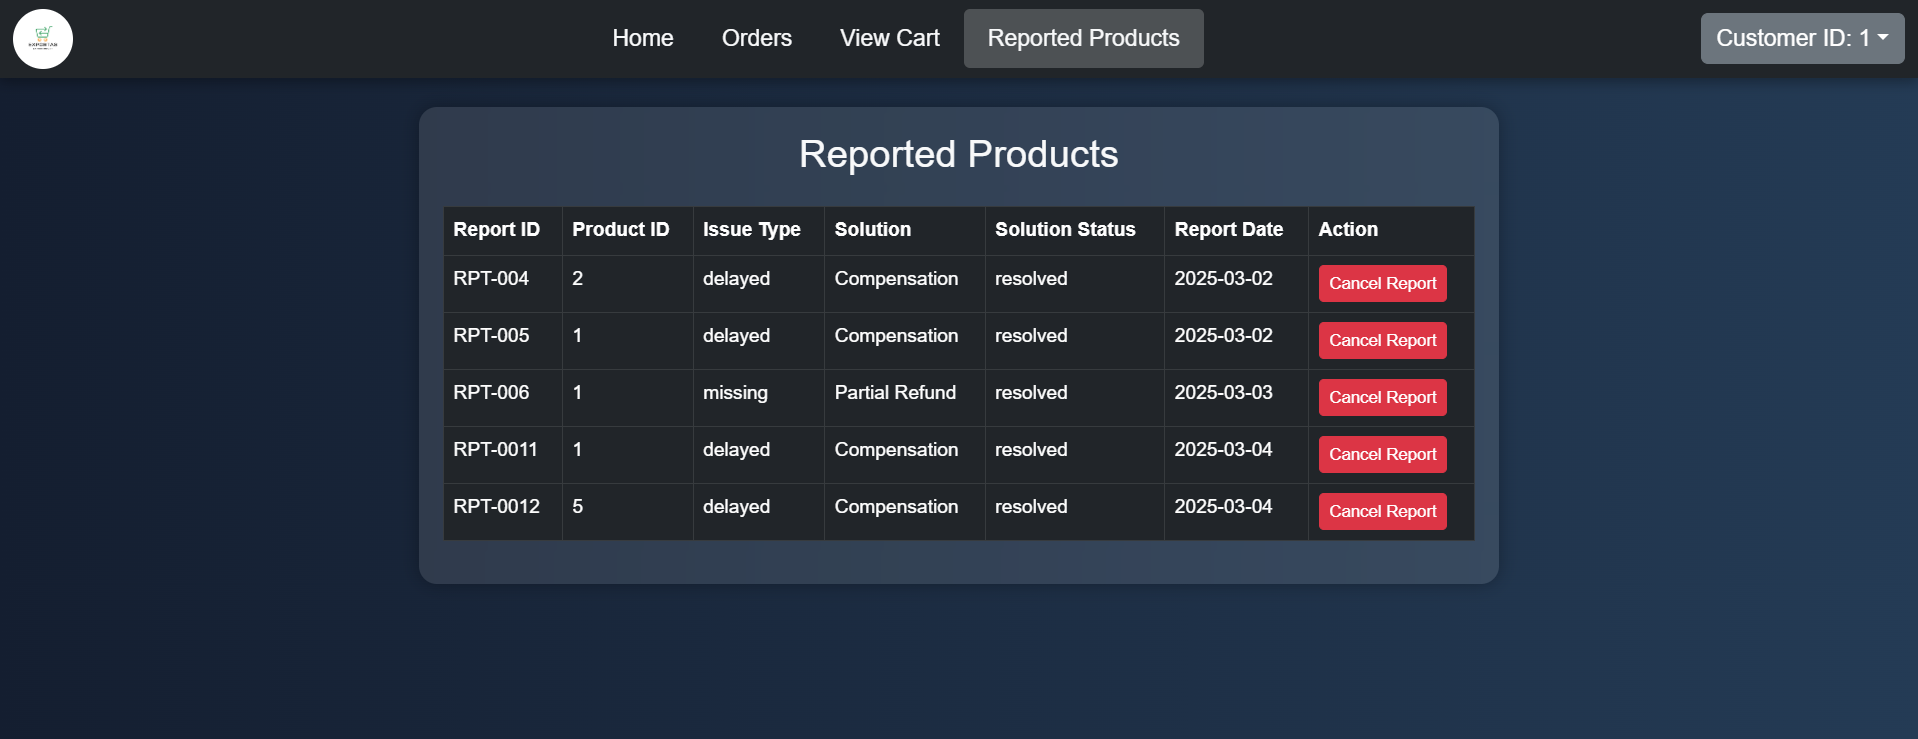 Home Orders View Cart Reported Products Customer ID: 1
Reported Products
Report ID Product ID Issue Type Solution Solution Status Report Date Action
RPT-004 2 delayed Compensation resolved 2025-03-02 Cancel Report
RPT-005 1 delayed Compensation resolved 2025-03-02 Cancel Report
RPT-006 1 missing Partial Refund resolved 2025-03-03 Cancel Report
RPT-0011 1 delayed Compensation resolved 2025-03-04 Cancel Report
RPT-0012 5 delayed Compensation resolved 2025-03-04 Cancel Report